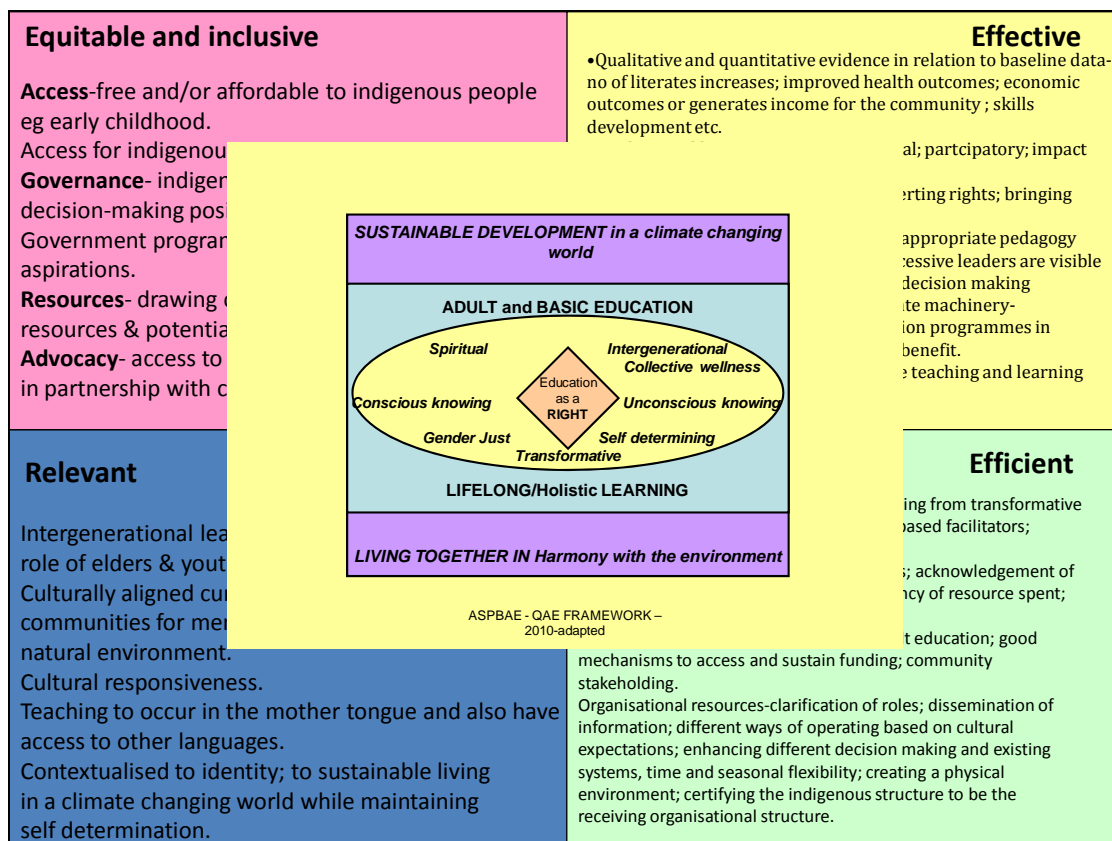 Equitable and inclusive
Access-free and/or affordable to indigenous people
eg early childhood.
Access for indigenou
Governance- indigen
decision-making posi
Government program
aspirations.
Resources- drawing
resources & potentia
Advocacy- access to
in partnership with c
Effective
•Qualitative and quantitative evidence in relation to baseline data-
no of literates increases; improved health outcomes; economic
outcomes or generates income for the community ; skills
development etc.
al; partcipatory; impact
erting rights; bringing
appropriate pedagogy
cessive leaders are visible
decision making
te machinery-
ion programmes in
benefit.
e teaching and learning
SUSTAINABLE DEVELOPMENT in a climate changing
world
ADULT and BASIC EDUCATION
Spiritual
Intergenerational
Collective wellness
Education
as a
RIGHT
Conscious knowing
Unconscious knowing
Gender Just
Self determining
Transformative
LIFELONG/Holistic LEARNING
LIVING TOGETHER IN Harmony with the environment
ASPBAE - QAE FRAMEWORK –
2010-adapted
Relevant
Intergenerational lea
role of elders & yout
Culturally aligned cu
communities for me
natural environment.
Cultural responsiveness.
Teaching to occur in the mother tongue and also have
access to other languages.
Contextualised to identity; to sustainable living
in a climate changing world while maintaining
self determination.
Efficient
ing from transformative
based facilitators;
s; acknowledgement of
ncy of resource spent;
t education; good
mechanisms to access and sustain funding; community
stakeholding.
Organisational resources-clarification of roles; dissemination of
information; different ways of operating based on cultural
expectations; enhancing different decision making and existing
systems, time and seasonal flexibility; creating a physical
environment; certifying the indigenous structure to be the
receiving organisational structure.